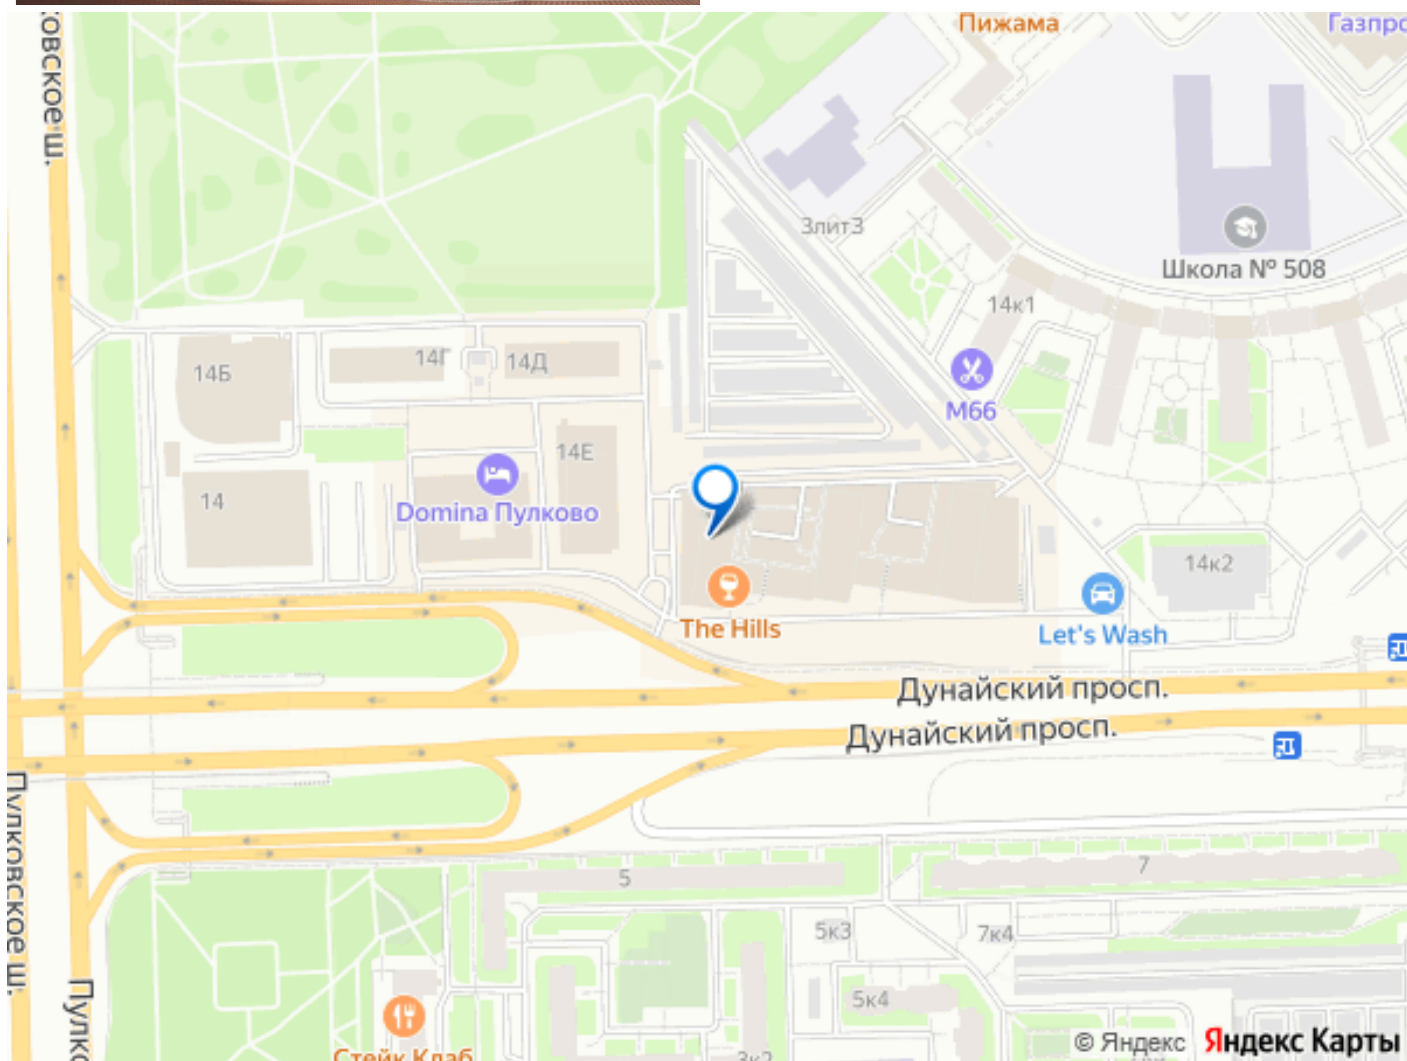 Пижама
Газпро
овское ш.
3лит3
Школа № 508
14к1
14Б
14Г
14Д
М66
14Е
14
Domina Пулково
14к2
The Hills
Let's Wash
Дунайский просп.
Дунайский просп.
Пулковское ш.
5
7
5к3
7к4
Пулко
5к4
Стейк Клаб
3к2
© Яндекс Яндекс Карты